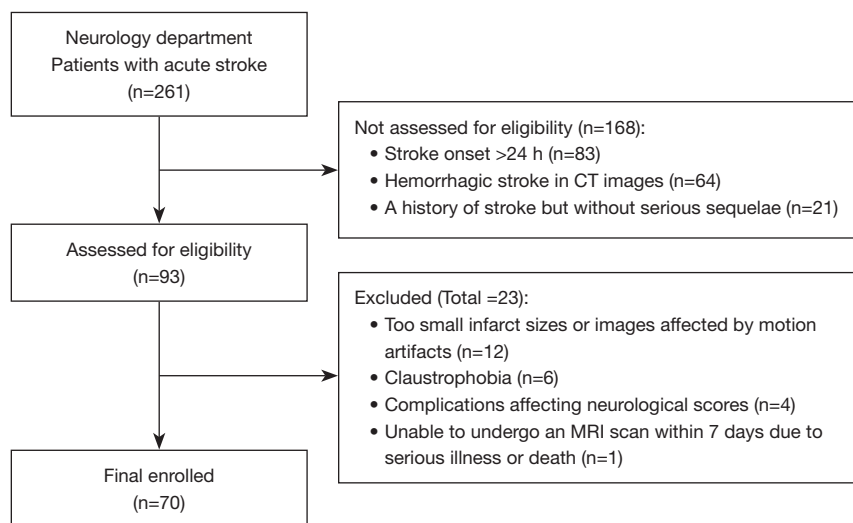 Neurology department
Patients with acute stroke
(n=261)
Not assessed for eligibility (n=168):
• Stroke onset >24 h (n=83)
• Hemorrhagic stroke in CT images (n=64)
• A history of stroke but without serious sequelae (n=21)
Assessed for eligibility
(n=93)
Excluded (Total =23):
• Too small infarct sizes or images affected by motion
artifacts (n=12)
• Claustrophobia (n=6)
• Complications affecting neurological scores (n=4)
• Unable to undergo an MRI scan within 7 days due to
serious illness or death (n=1)
Final enrolled
(n=70)